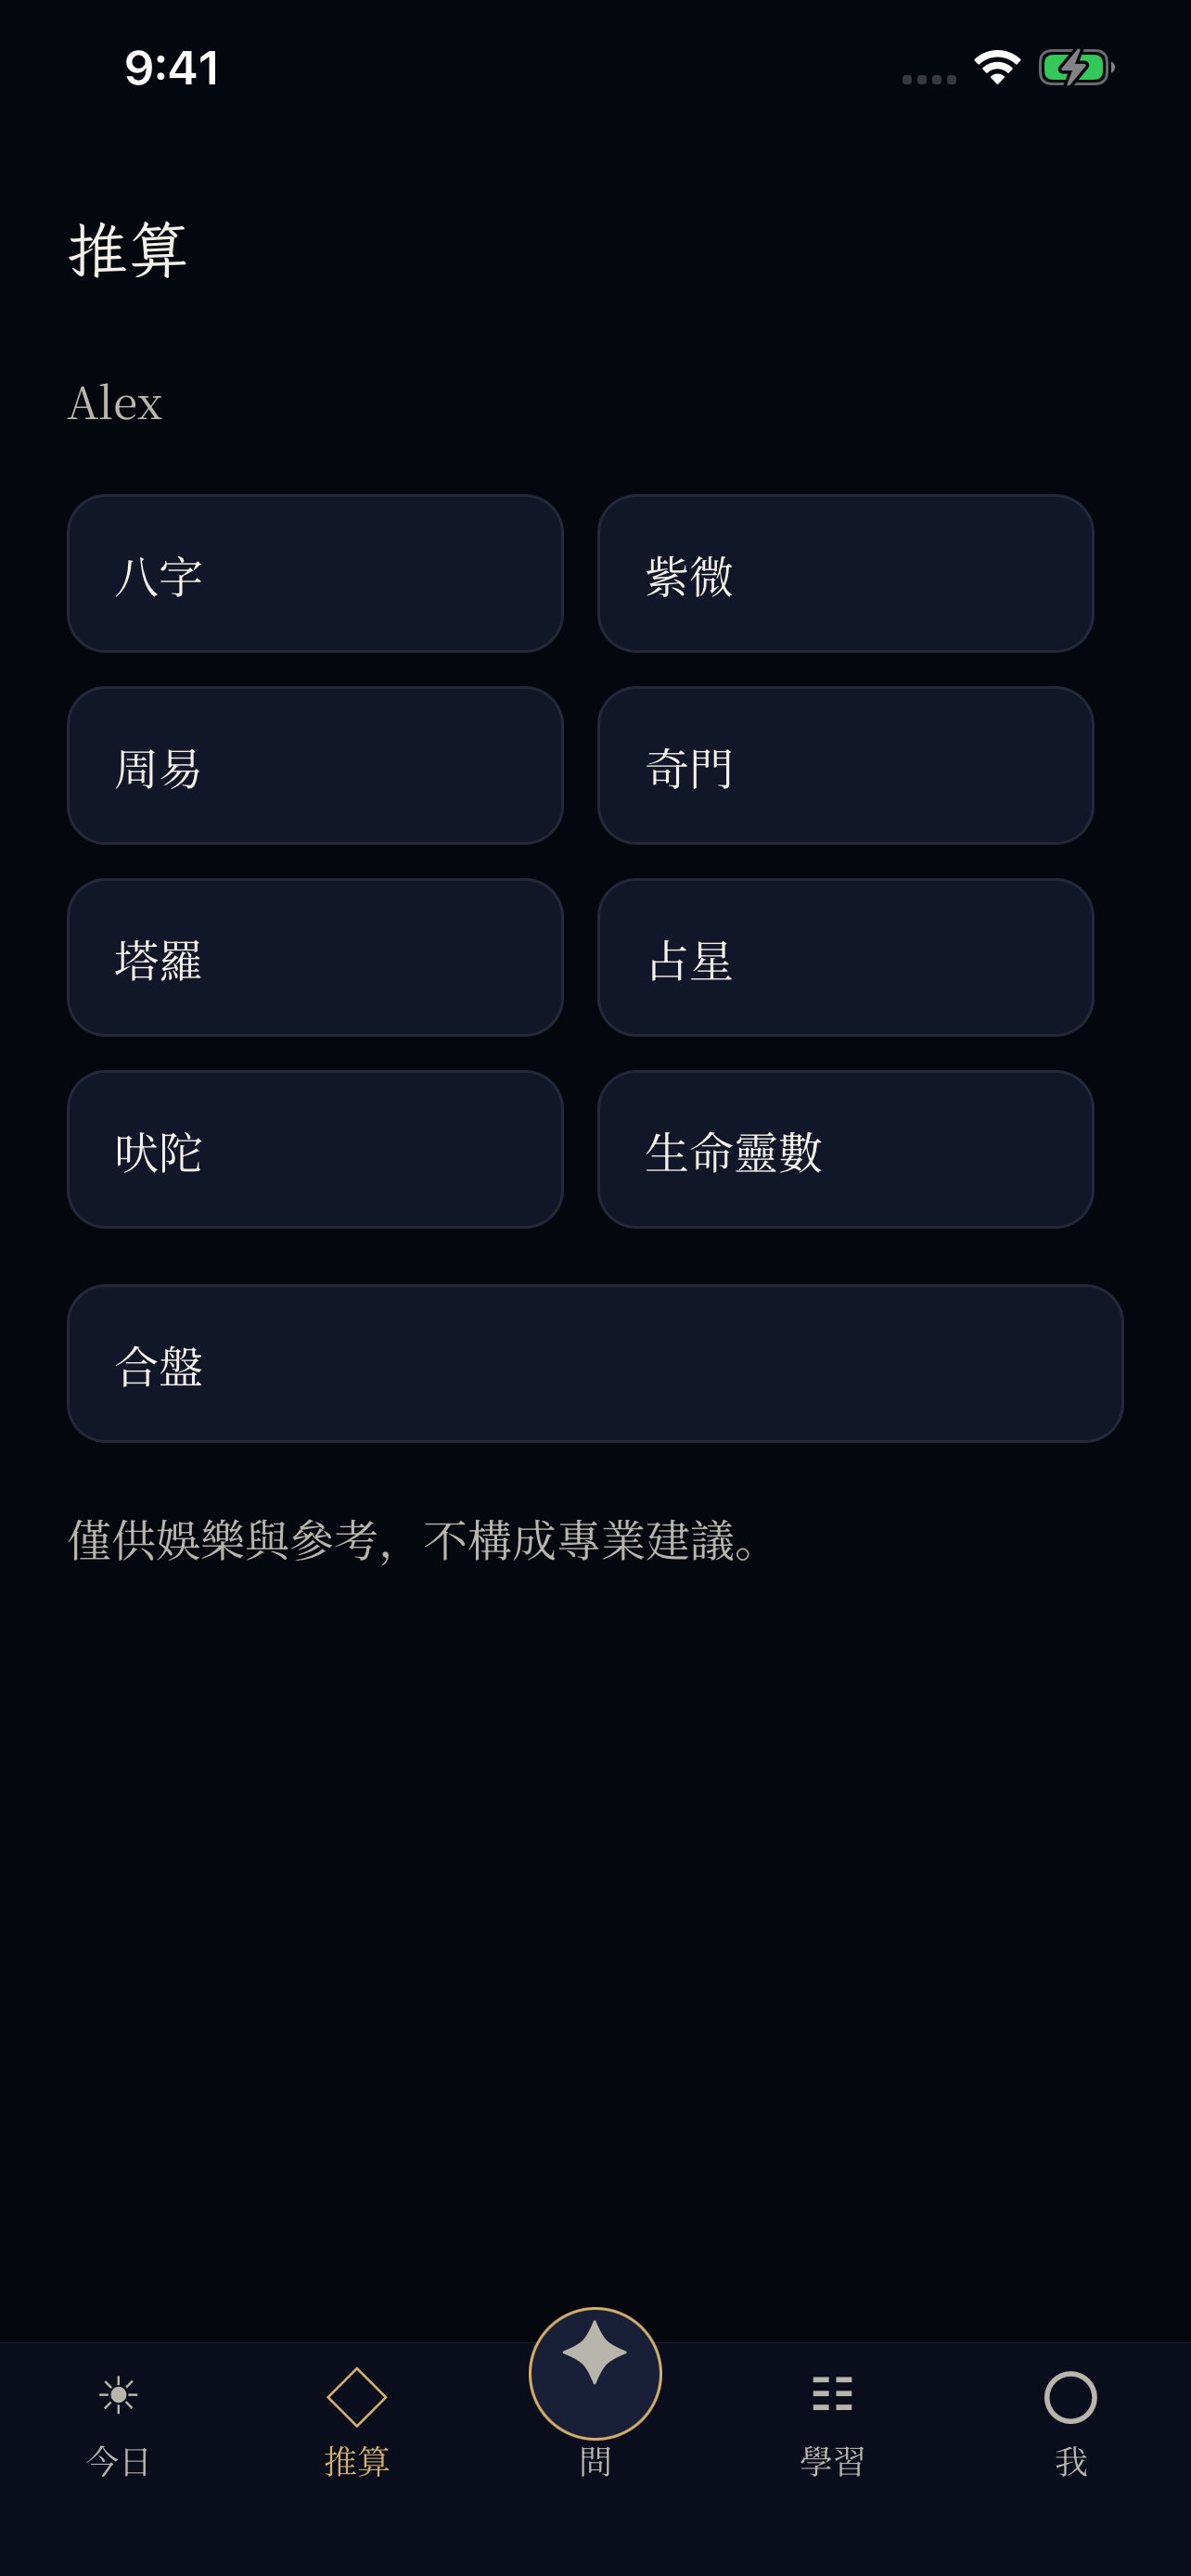 9:41
推算
Alex
八字
紫微
周易
奇門
塔羅
占星
吠陀
生命靈數
合盤
僅供娛樂與參考，不構成專業建議。
今日
推算
問
學習
我